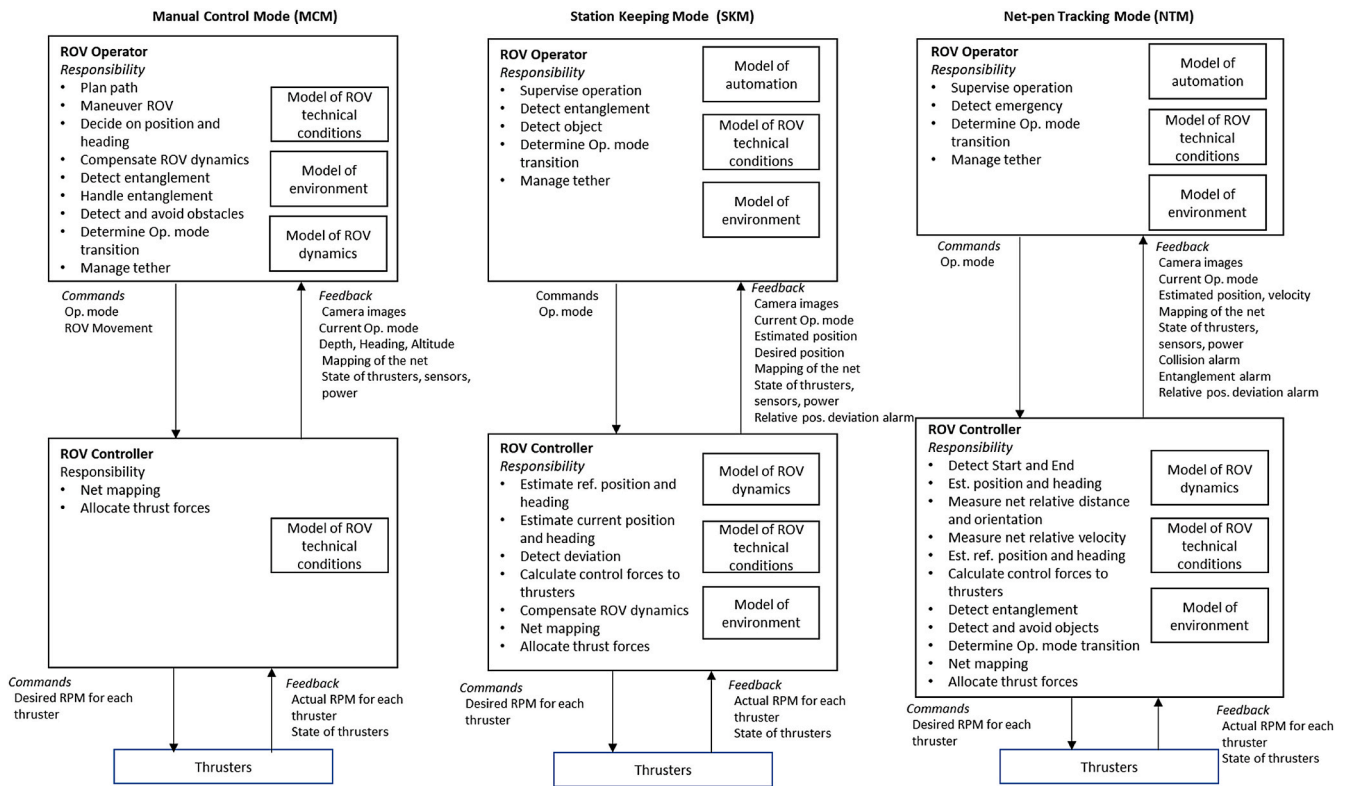 Manual Control Mode (MCM)
ROV Operator
Responsibility
• Plan path
• Maneuver ROV
• Decide on position and
heading
• Compensate ROV dynamics
• Detect entanglement
• Handle entanglement
• Detect and avoid obstacles
• Determine Op. mode
transition
• Manage tether
Model of ROV
technical
conditions
Model of
environment
Model of ROV
dynamics
Commands
Op. mode
ROV Movement
Feedback
Camera images
Current Op. mode
Depth, Heading, Altitude
Mapping of the net
State of thrusters, sensors,
power
ROV Controller
Responsibility
• Net mapping
• Allocate thrust forces
Model of ROV
technical
conditions
Commands
Desired RPM for each
thruster
Feedback
Actual RPM for each
thruster
State of thrusters
Thrusters
Station Keeping Mode (SKM)
ROV Operator
Responsibility
• Supervise operation
• Detect entanglement
• Detect object
• Determine Op. mode
transition
• Manage tether
Model of
automation
Model of ROV
technical
conditions
Model of
environment
Commands
Op. mode
Feedback
Camera images
Current Op. mode
Estimated position
Desired position
Mapping of the net
State of thrusters,
sensors, power
Relative pos. deviation alarm
ROV Controller
Responsibility
• Estimate ref. position and
heading
• Estimate current position
and heading
• Detect deviation
• Calculate control forces to
thrusters
• Compensate ROV dynamics
• Net mapping
• Allocate thrust forces
Model of ROV
dynamics
Model of ROV
technical
conditions
Model of
environment
Commands
Desired RPM for each
thruster
Feedback
Actual RPM for each
thruster
State of thrusters
Thrusters
Net-pen Tracking Mode (NTM)
ROV Operator
Responsibility
• Supervise operation
• Detect emergency
• Determine Op. mode
transition
• Manage tether
Model of
automation
Model of ROV
technical
conditions
Model of
environment
Commands
Op. mode
Feedback
Camera images
Current Op. mode
Estimated position, velocity
Mapping of the net
State of thrusters,
sensors, power
Collision alarm
Entanglement alarm
Relative pos. deviation alarm
ROV Controller
Responsibility
• Detect Start and End
• Est. position and heading
• Measure net relative distance
and orientation
• Measure net relative velocity
• Est. ref. position and heading
• Calculate control forces to
thrusters
• Detect entanglement
• Detect and avoid objects
• Determine Op. mode transition
• Net mapping
• Allocate thrust forces
Model of ROV
dynamics
Model of ROV
technical
conditions
Model of
environment
Commands
Desired RPM for each
thruster
Feedback
Actual RPM for each
thruster
State of thrusters
Thrusters